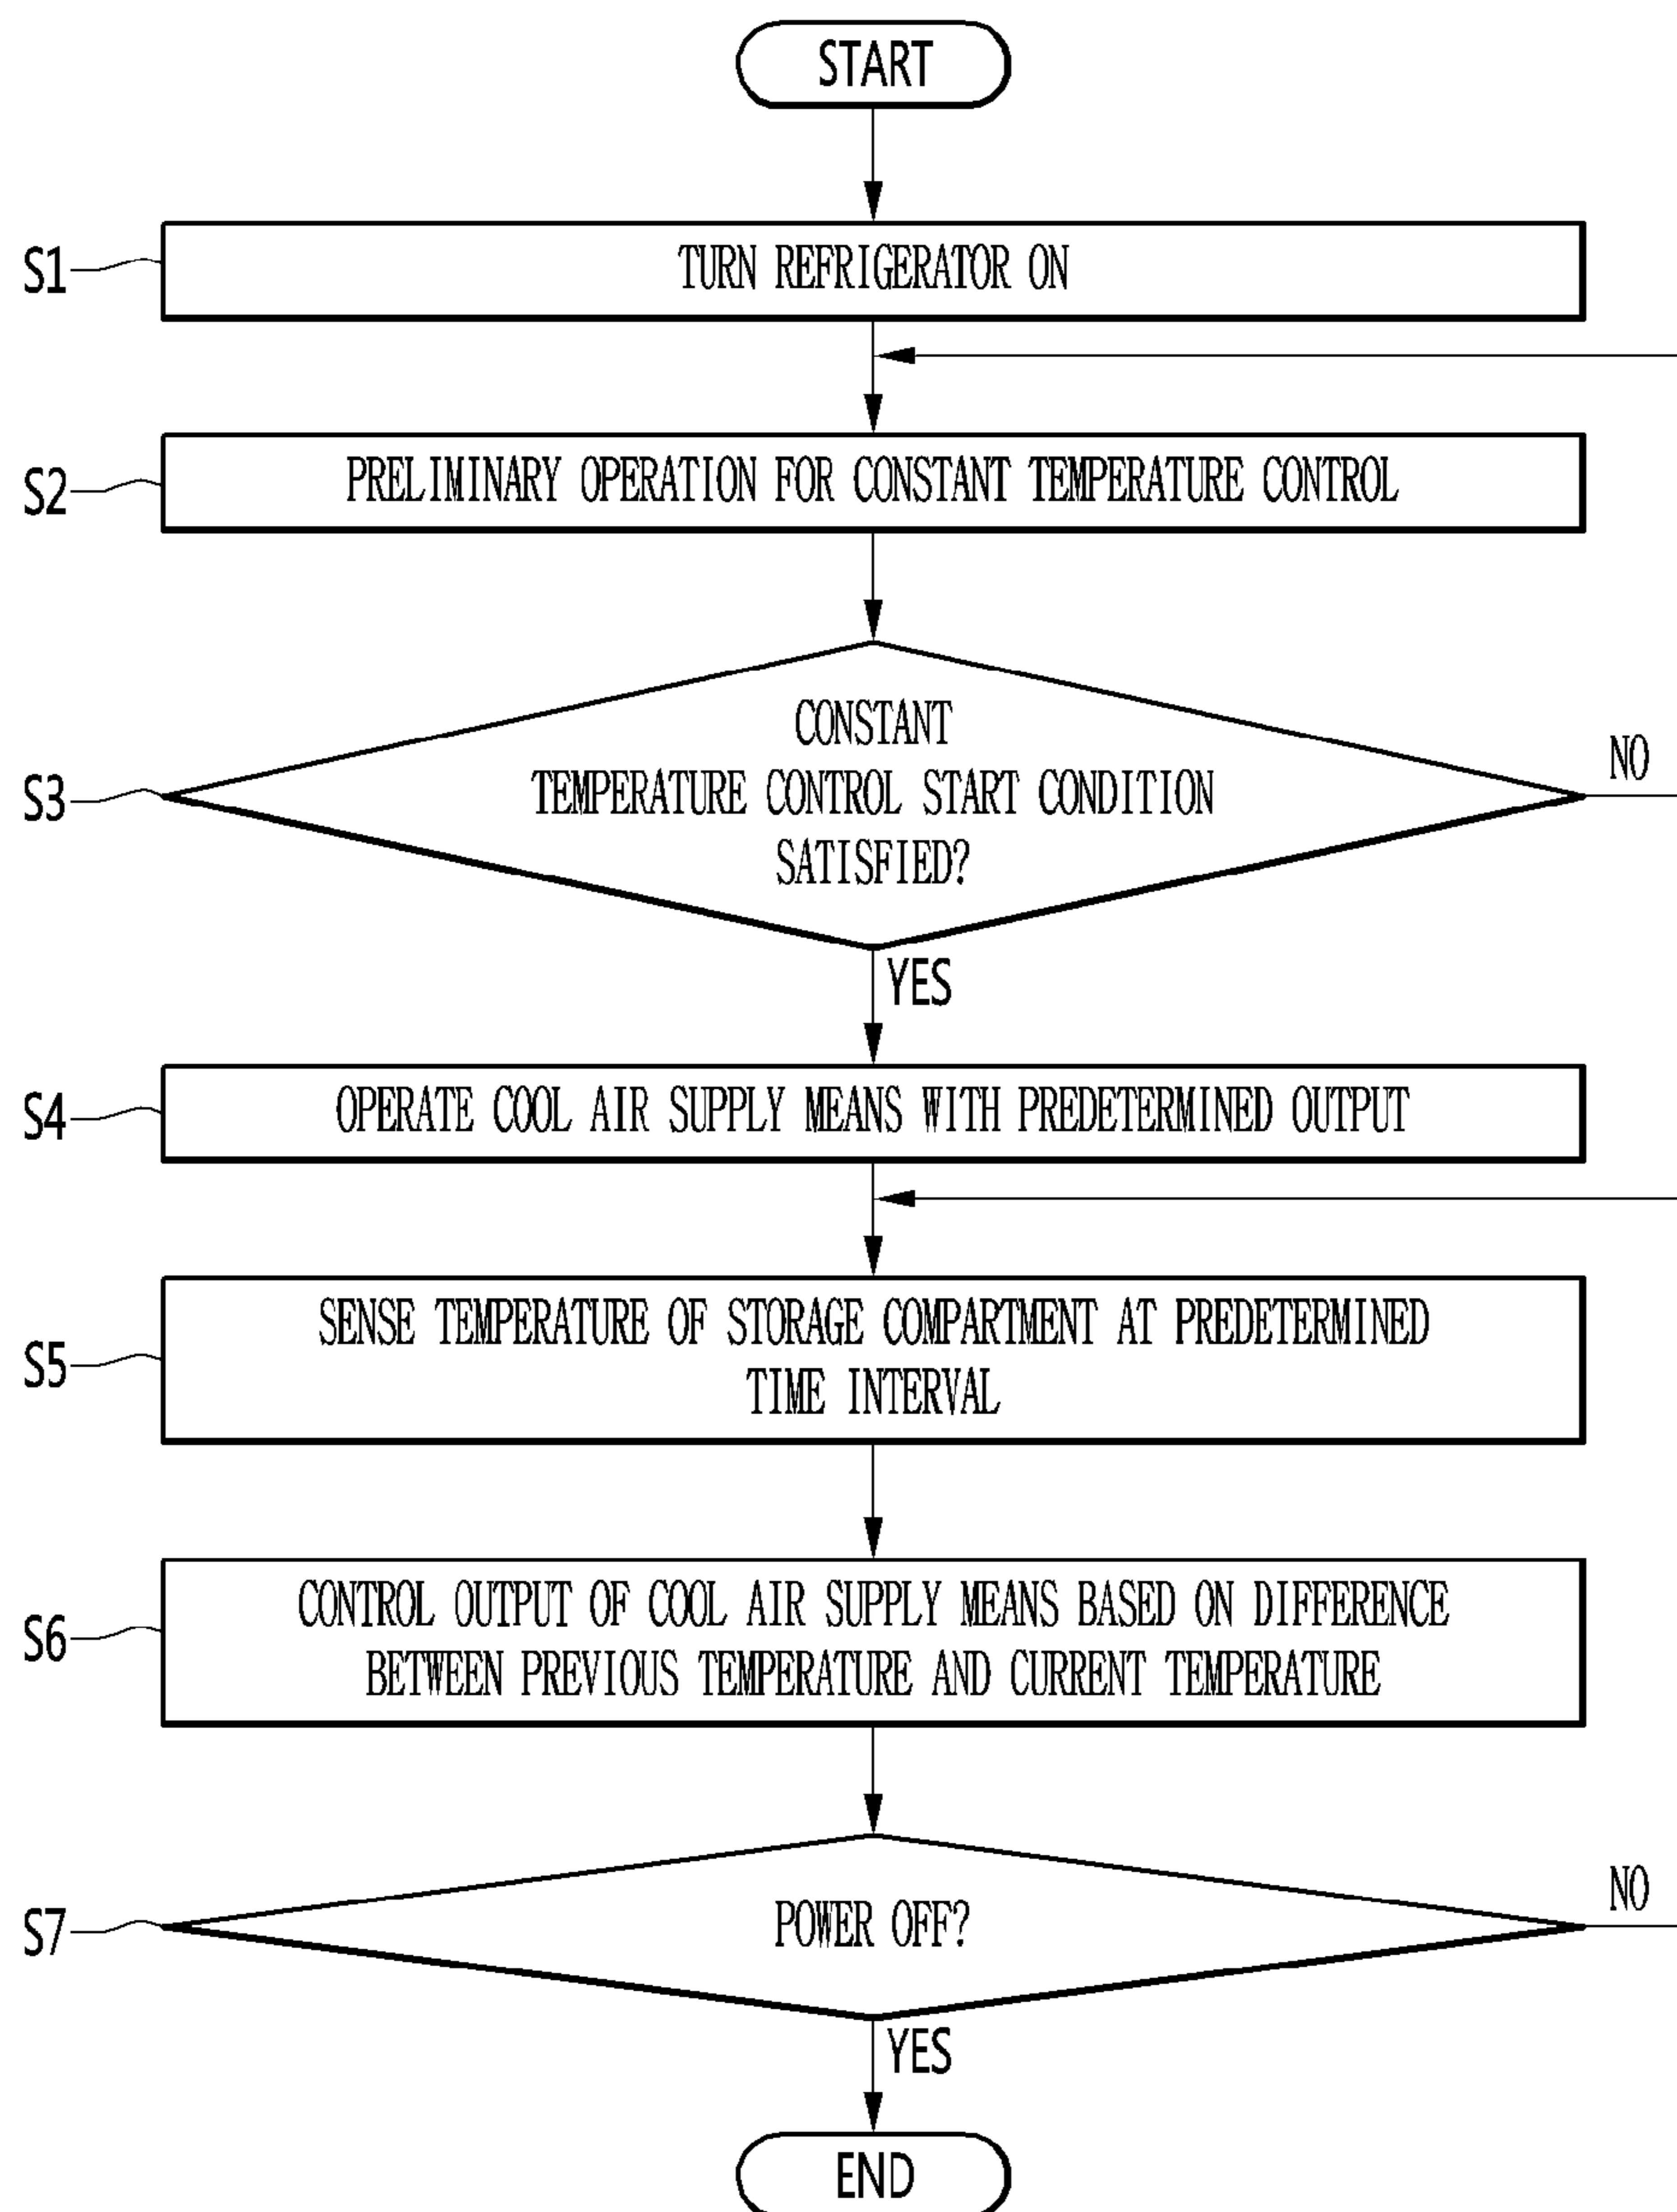 START
S1
TURN REFRIGERATOR ON
S2
PRELIMINARY OPERATION FOR CONSTANT TEMPERATURE CONTROL
S3
CONSTANT
TEMPERATURE CONTROL START CONDITION
SATISFIED?
NO
YES
S4
OPERATE COOL AIR SUPPLY MEANS WITH PREDETERMINED OUTPUT
S5
SENSE TEMPERATURE OF STORAGE COMPARTMENT AT PREDETERMINED
TIME INTERVAL
S6
CONTROL OUTPUT OF COOL AIR SUPPLY MEANS BASED ON DIFFERENCE
BETWEEN PREVIOUS TEMPERATURE AND CURRENT TEMPERATURE
S7
POWER OFF?
NO
YES
END